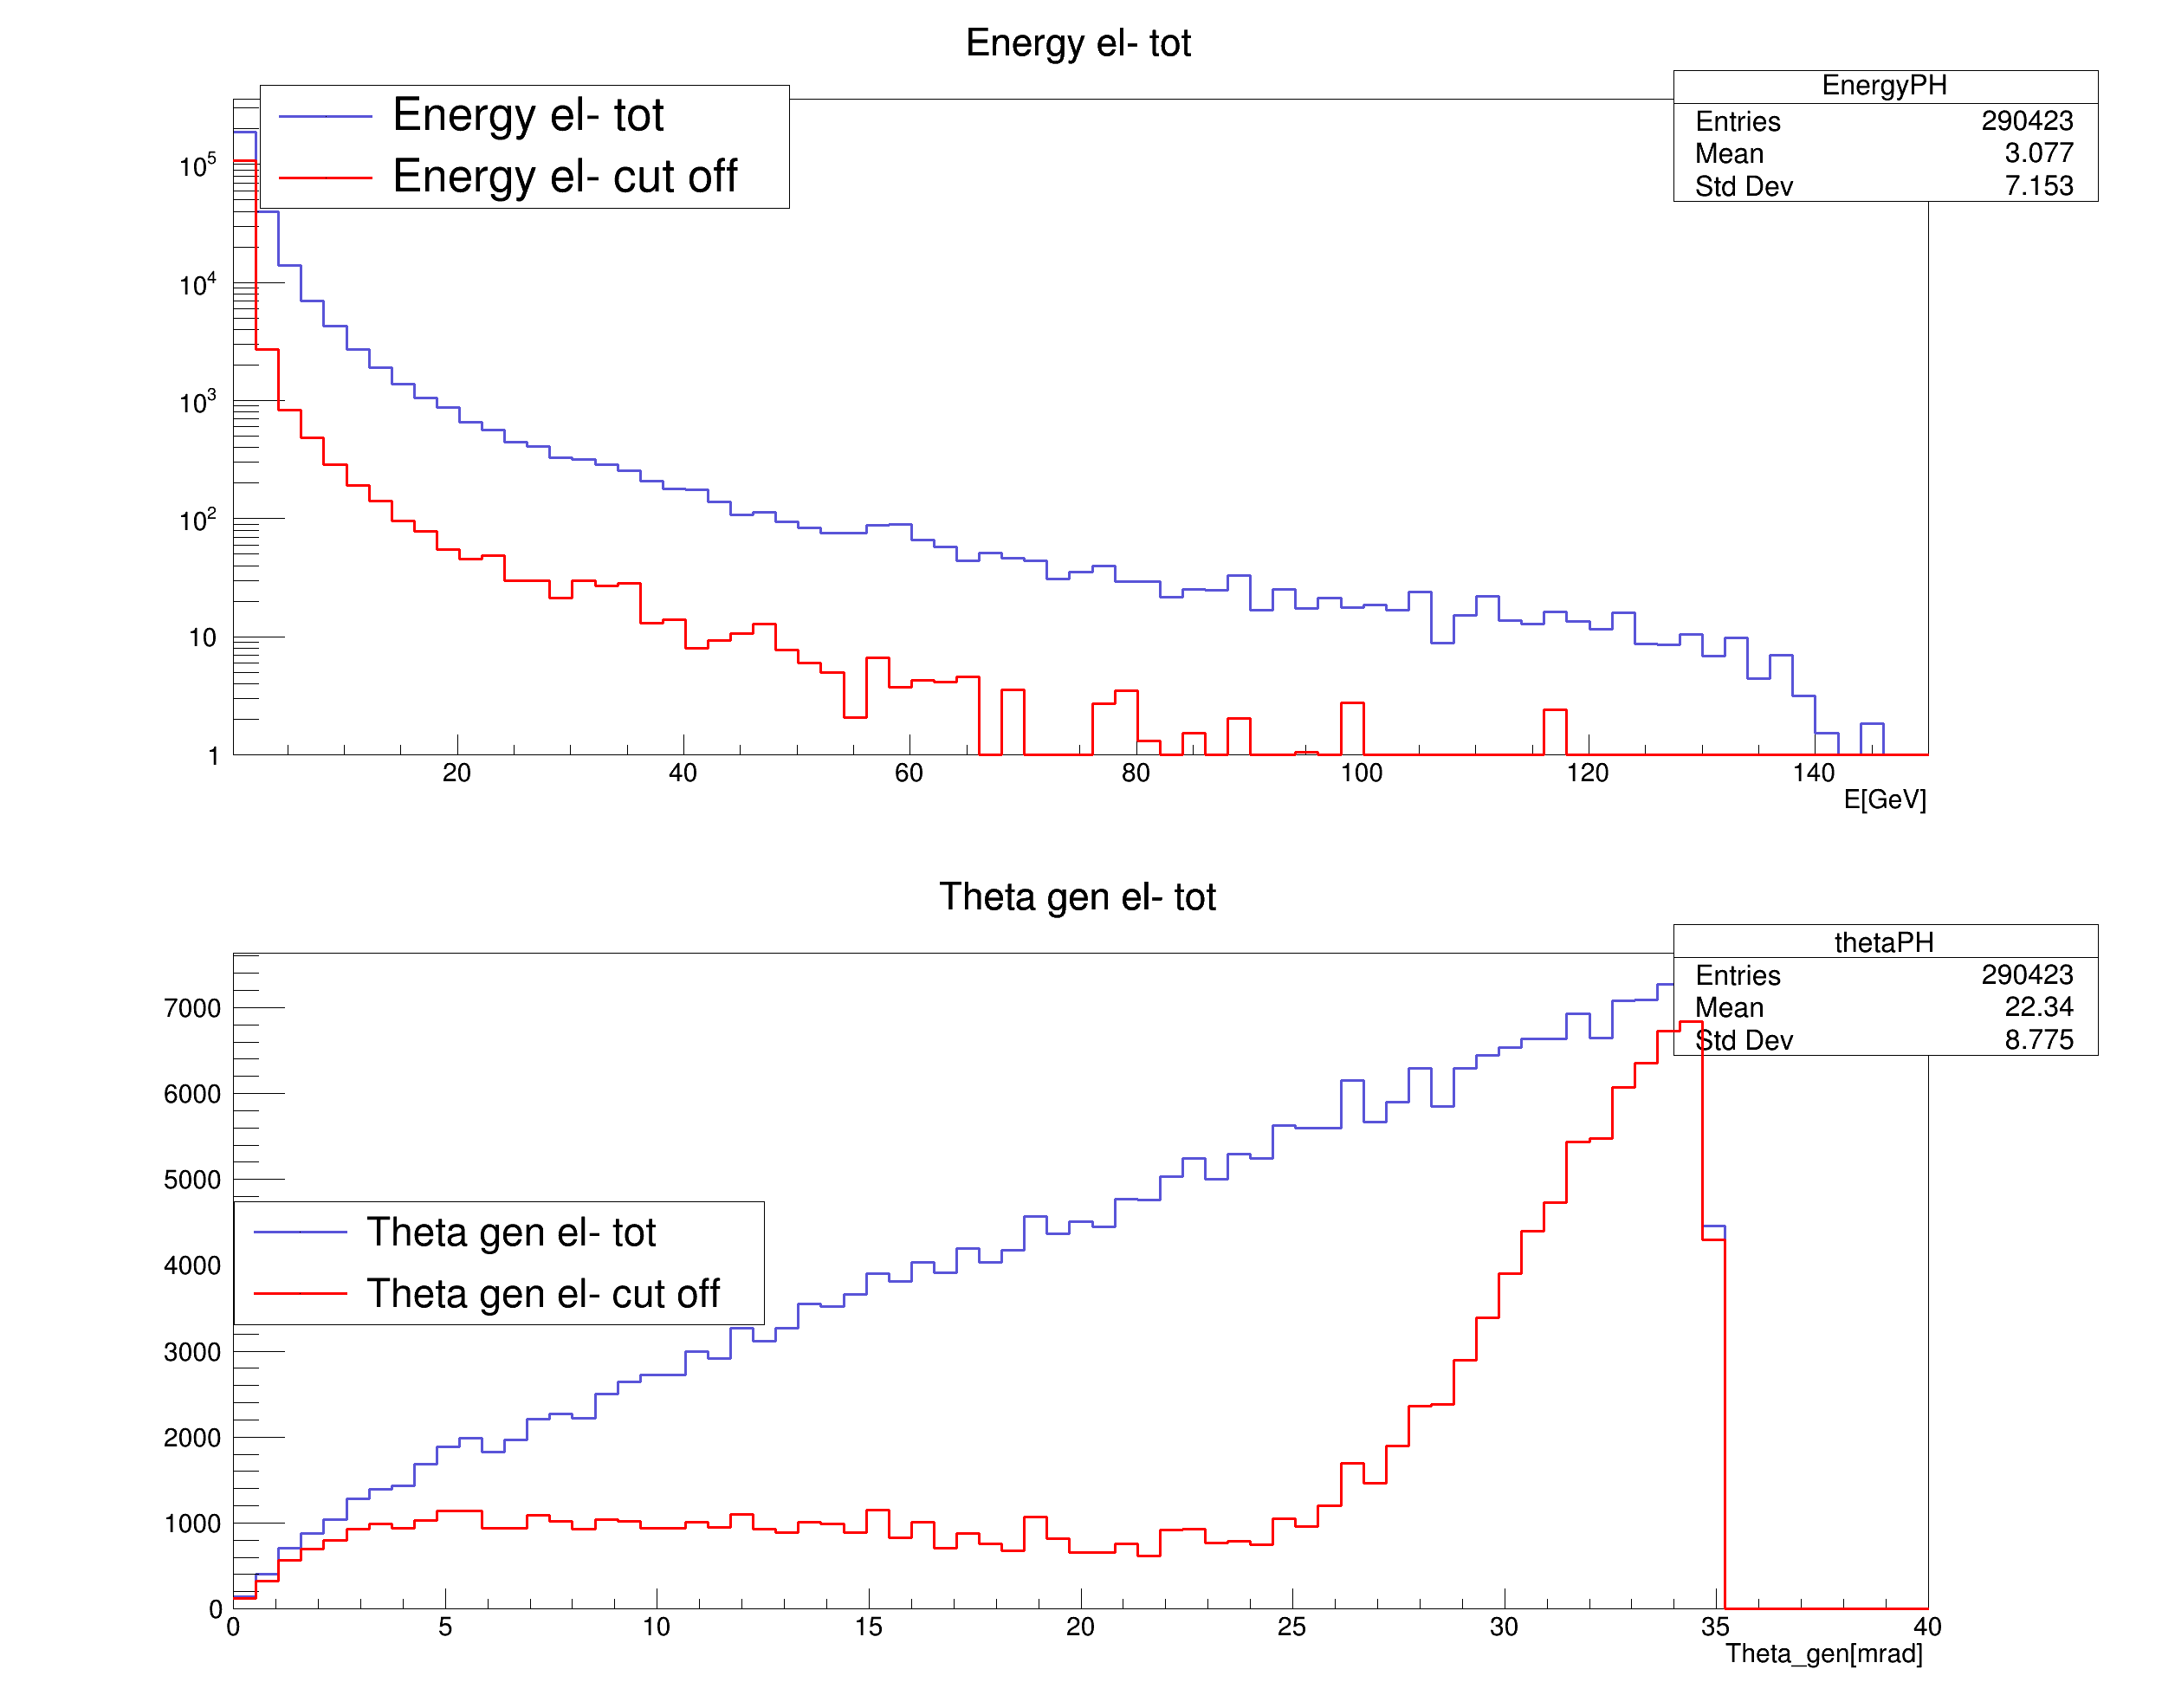 Energy el- tot
Energy el- tot
Energy el- cut off
EnergyPH
Entries 290423
Mean 3.077
Std Dev 7.153
10^5
10^4
10^3
10^2
10
1
20 40 60 80 100 120 140
E[GeV]
Theta gen el- tot
thetaPH
Entries 290423
Mean 22.34
Std Dev 8.775
7000
6000
5000
4000
3000
2000
1000
0
Theta gen el- tot
Theta gen el- cut off
0 5 10 15 20 25 30 35 40
Theta_gen[mrad]